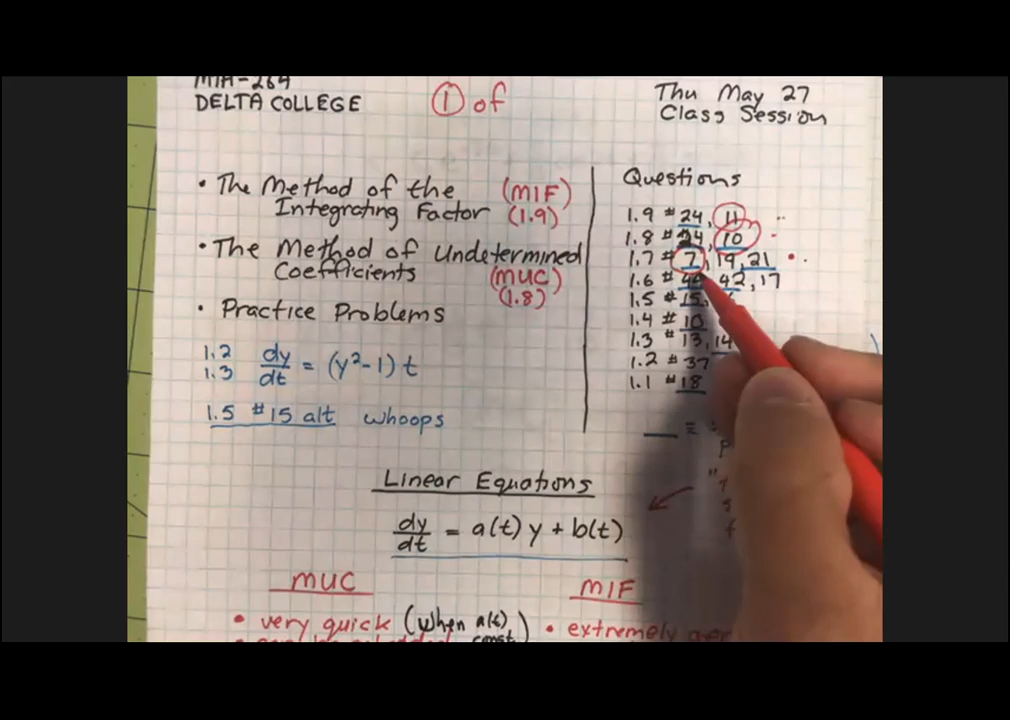 MTH-264
DELTA COLLEGE
① of
Thu May 27
Class Session
• The Method of the (MIF)
Integrating Factor (1.9)
• The Method of Undetermined
Coefficients (MUC)
(1.8)
• Practice Problems
1.2
1.3 dy/dt = (y²-1) t
1.5 #15 alt whoops
Questions
1.9 # 24, 11
1.8 # 24, 10
1.7 # 7, 19, 21
1.6 # 42, 17
1.5 # 15,
1.4 # 10
1.3 # 13, 14
1.2 # 37
1.1 # 18
Linear Equations
dy/dt = a(t) y + b(t)
MUC
• very quick (when a(t)
const
MIF
• extremely